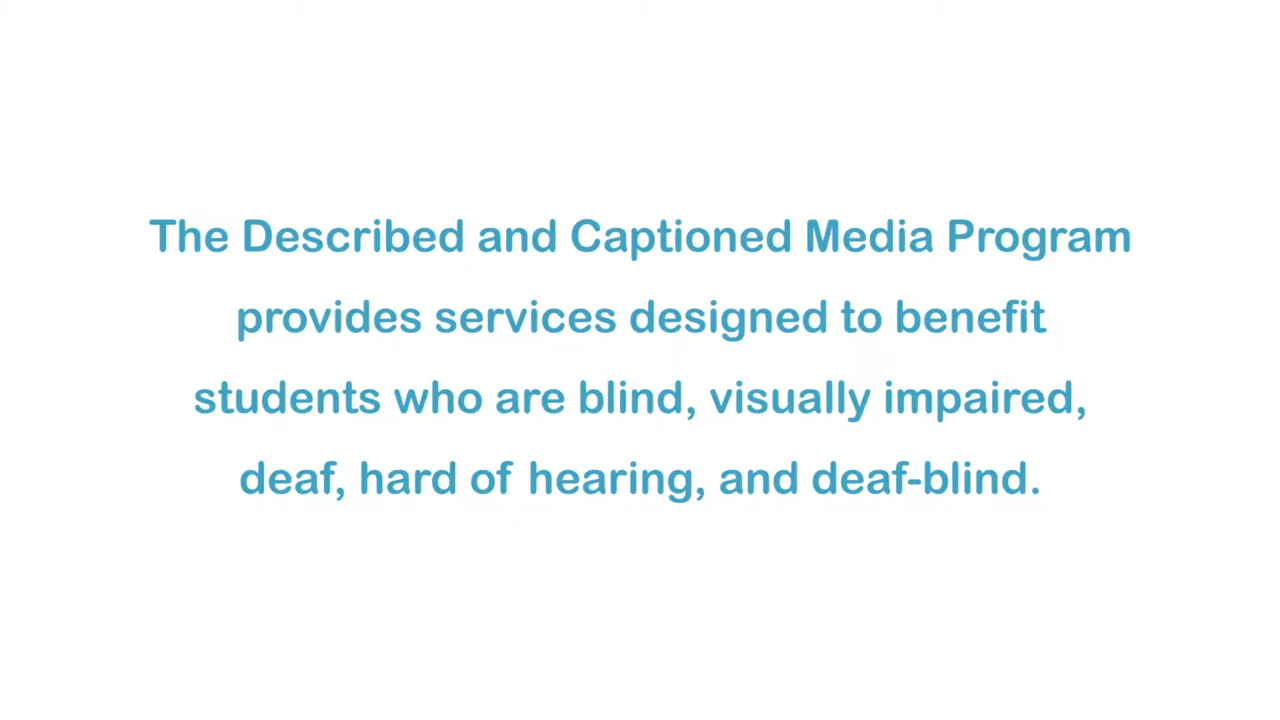 The Described and Captioned Media Program
provides services designed to benefit
students who are blind, visually impaired,
deaf, hard of hearing, and deaf-blind.